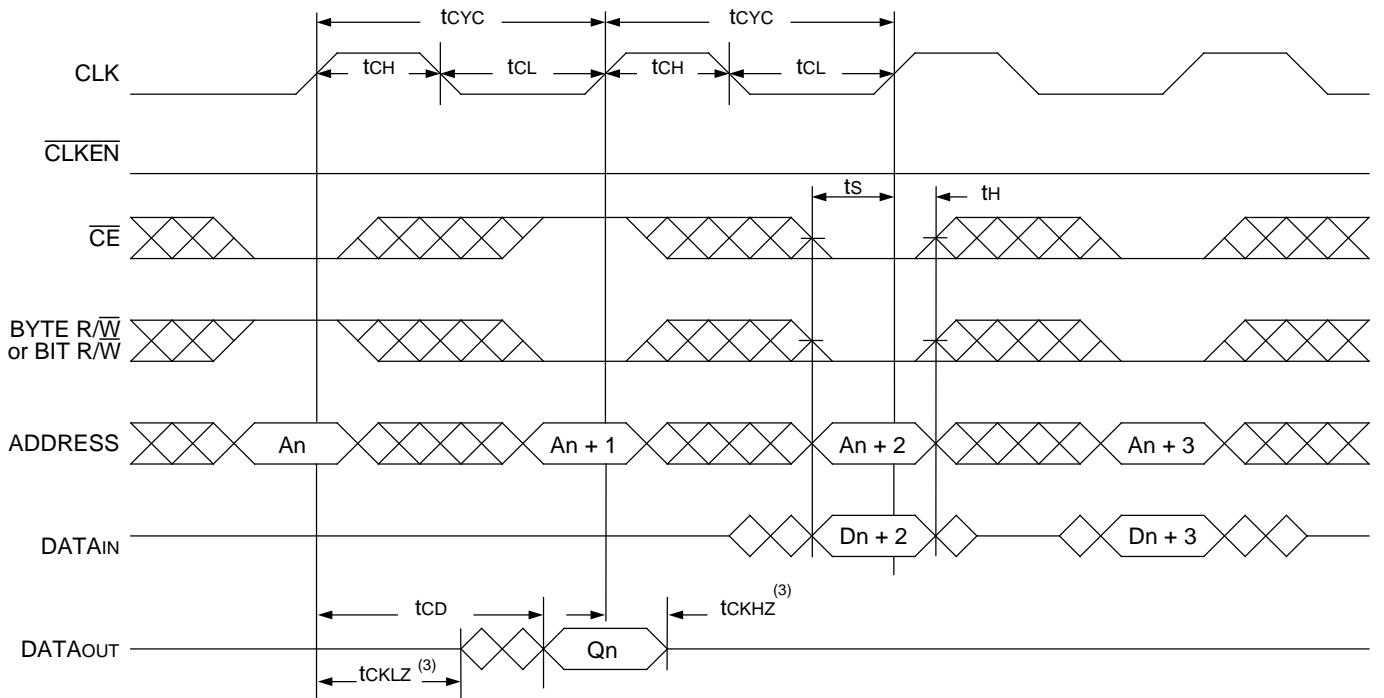 tCYC tCYC
CLK tCH tCL tCH tCL
CLKEN
tS tH
CE
BYTE R/W
or BIT R/W
ADDRESS An An + 1 An + 2 An + 3
DATAIN Dn + 2 Dn + 3
tCD tCKHZ (3)
DATAOUT Qn
tCKLZ (3)